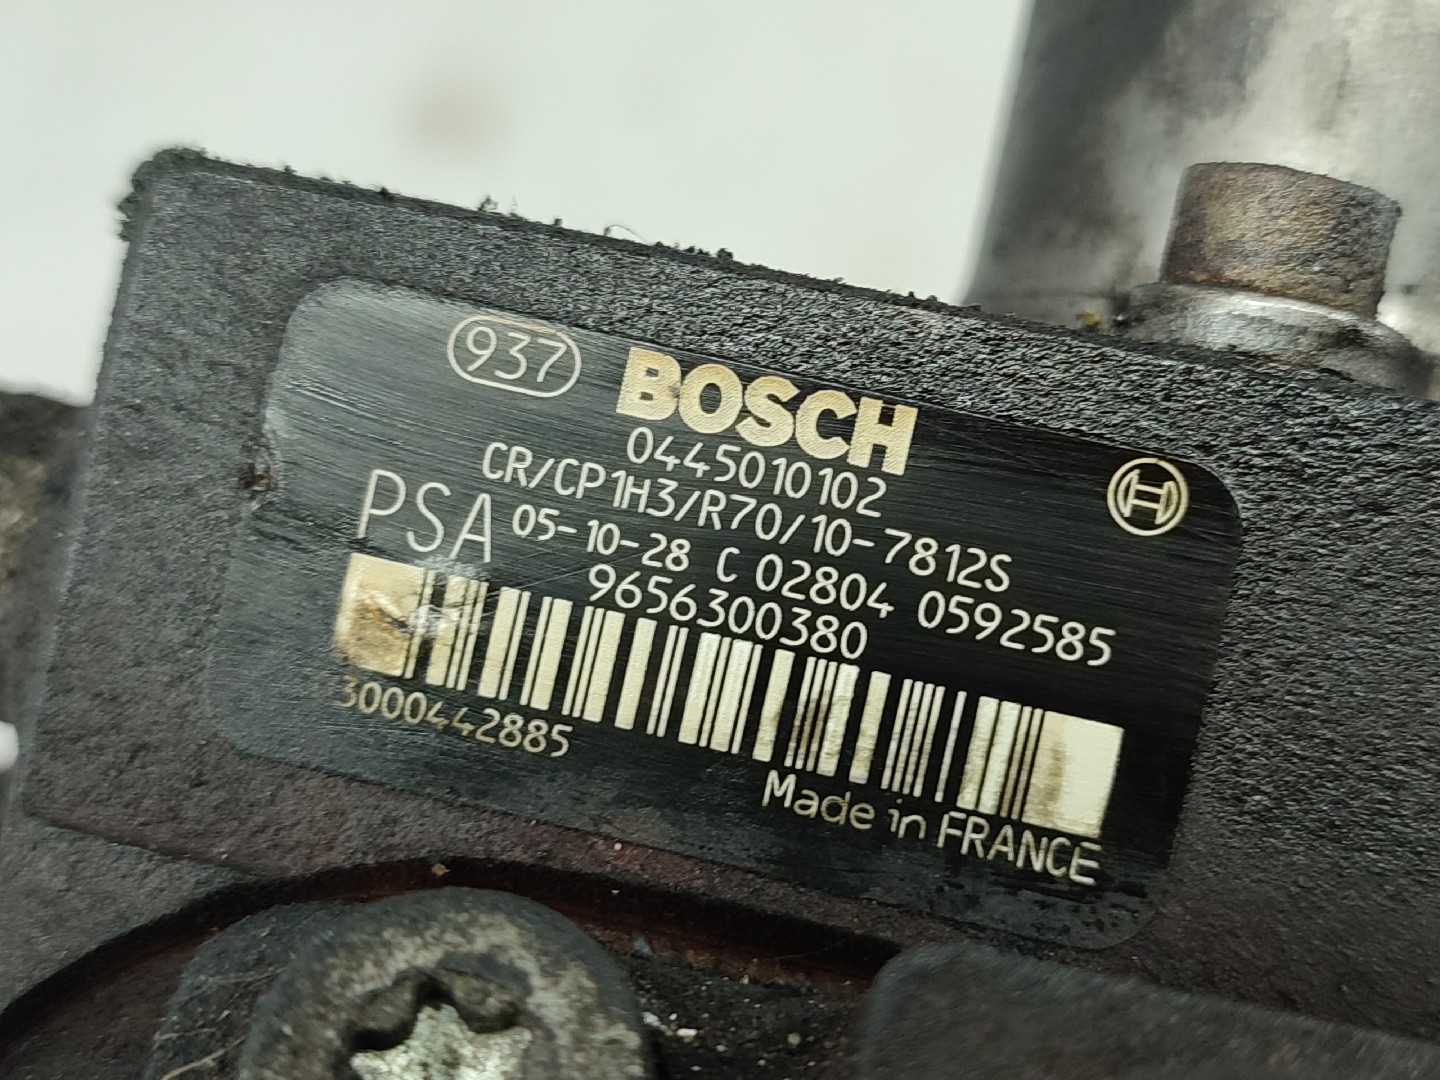 937
BOSCH
0445010102
CR/CP1H3/R70/10-7812S
PSA 05-10-28 C 02804 0592585
9656300380
3000442885
Made in FRANCE